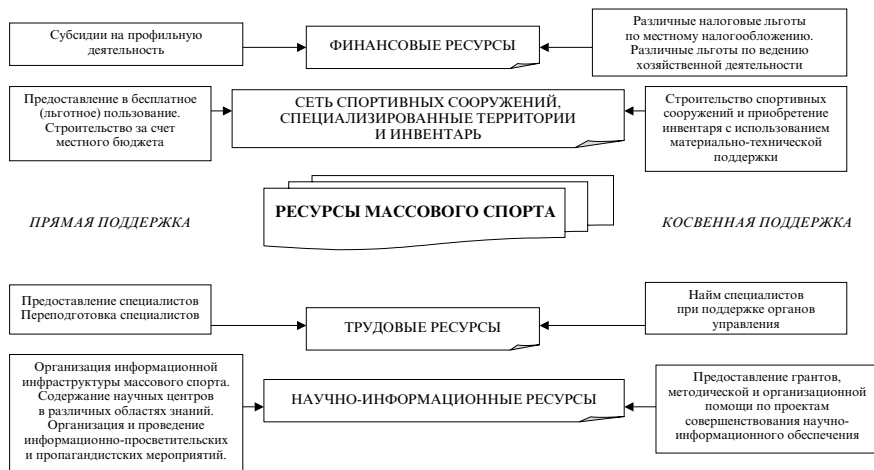 Субсидии на профильную
деятельность
ФИНАНСОВЫЕ РЕСУРСЫ
Различные налоговые льготы
по местному налогообложению.
Различные льготы по ведению
хозяйственной деятельности
Предоставление в бесплатное
(льготное) пользование.
Строительство за счет
местного бюджета
СЕТЬ СПОРТИВНЫХ СООРУЖЕНИЙ,
СПЕЦИАЛИЗИРОВАННЫЕ ТЕРРИТОРИИ
И ИНВЕНТАРЬ
Строительство спортивных
сооружений и приобретение
инвентаря с использованием
материально-технической
поддержки
ПРЯМАЯ ПОДДЕРЖКА
РЕСУРСЫ МАССОВОГО СПОРТА
КОСВЕННАЯ ПОДДЕРЖКА
Предоставление специалистов
Переподготовка специалистов
ТРУДОВЫЕ РЕСУРСЫ
Найм специалистов
при поддержке органов
управления
Организация информационной
инфраструктуры массового спорта.
Содержание научных центров
в различных областях знаний.
Организация и проведение
информационно-просветительских
и пропагандистских мероприятий.
НАУЧНО-ИНФОРМАЦИОННЫЕ РЕСУРСЫ
Предоставление грантов,
методической и организационной
помощи по проектам
совершенствования научно-
информационного обеспечения